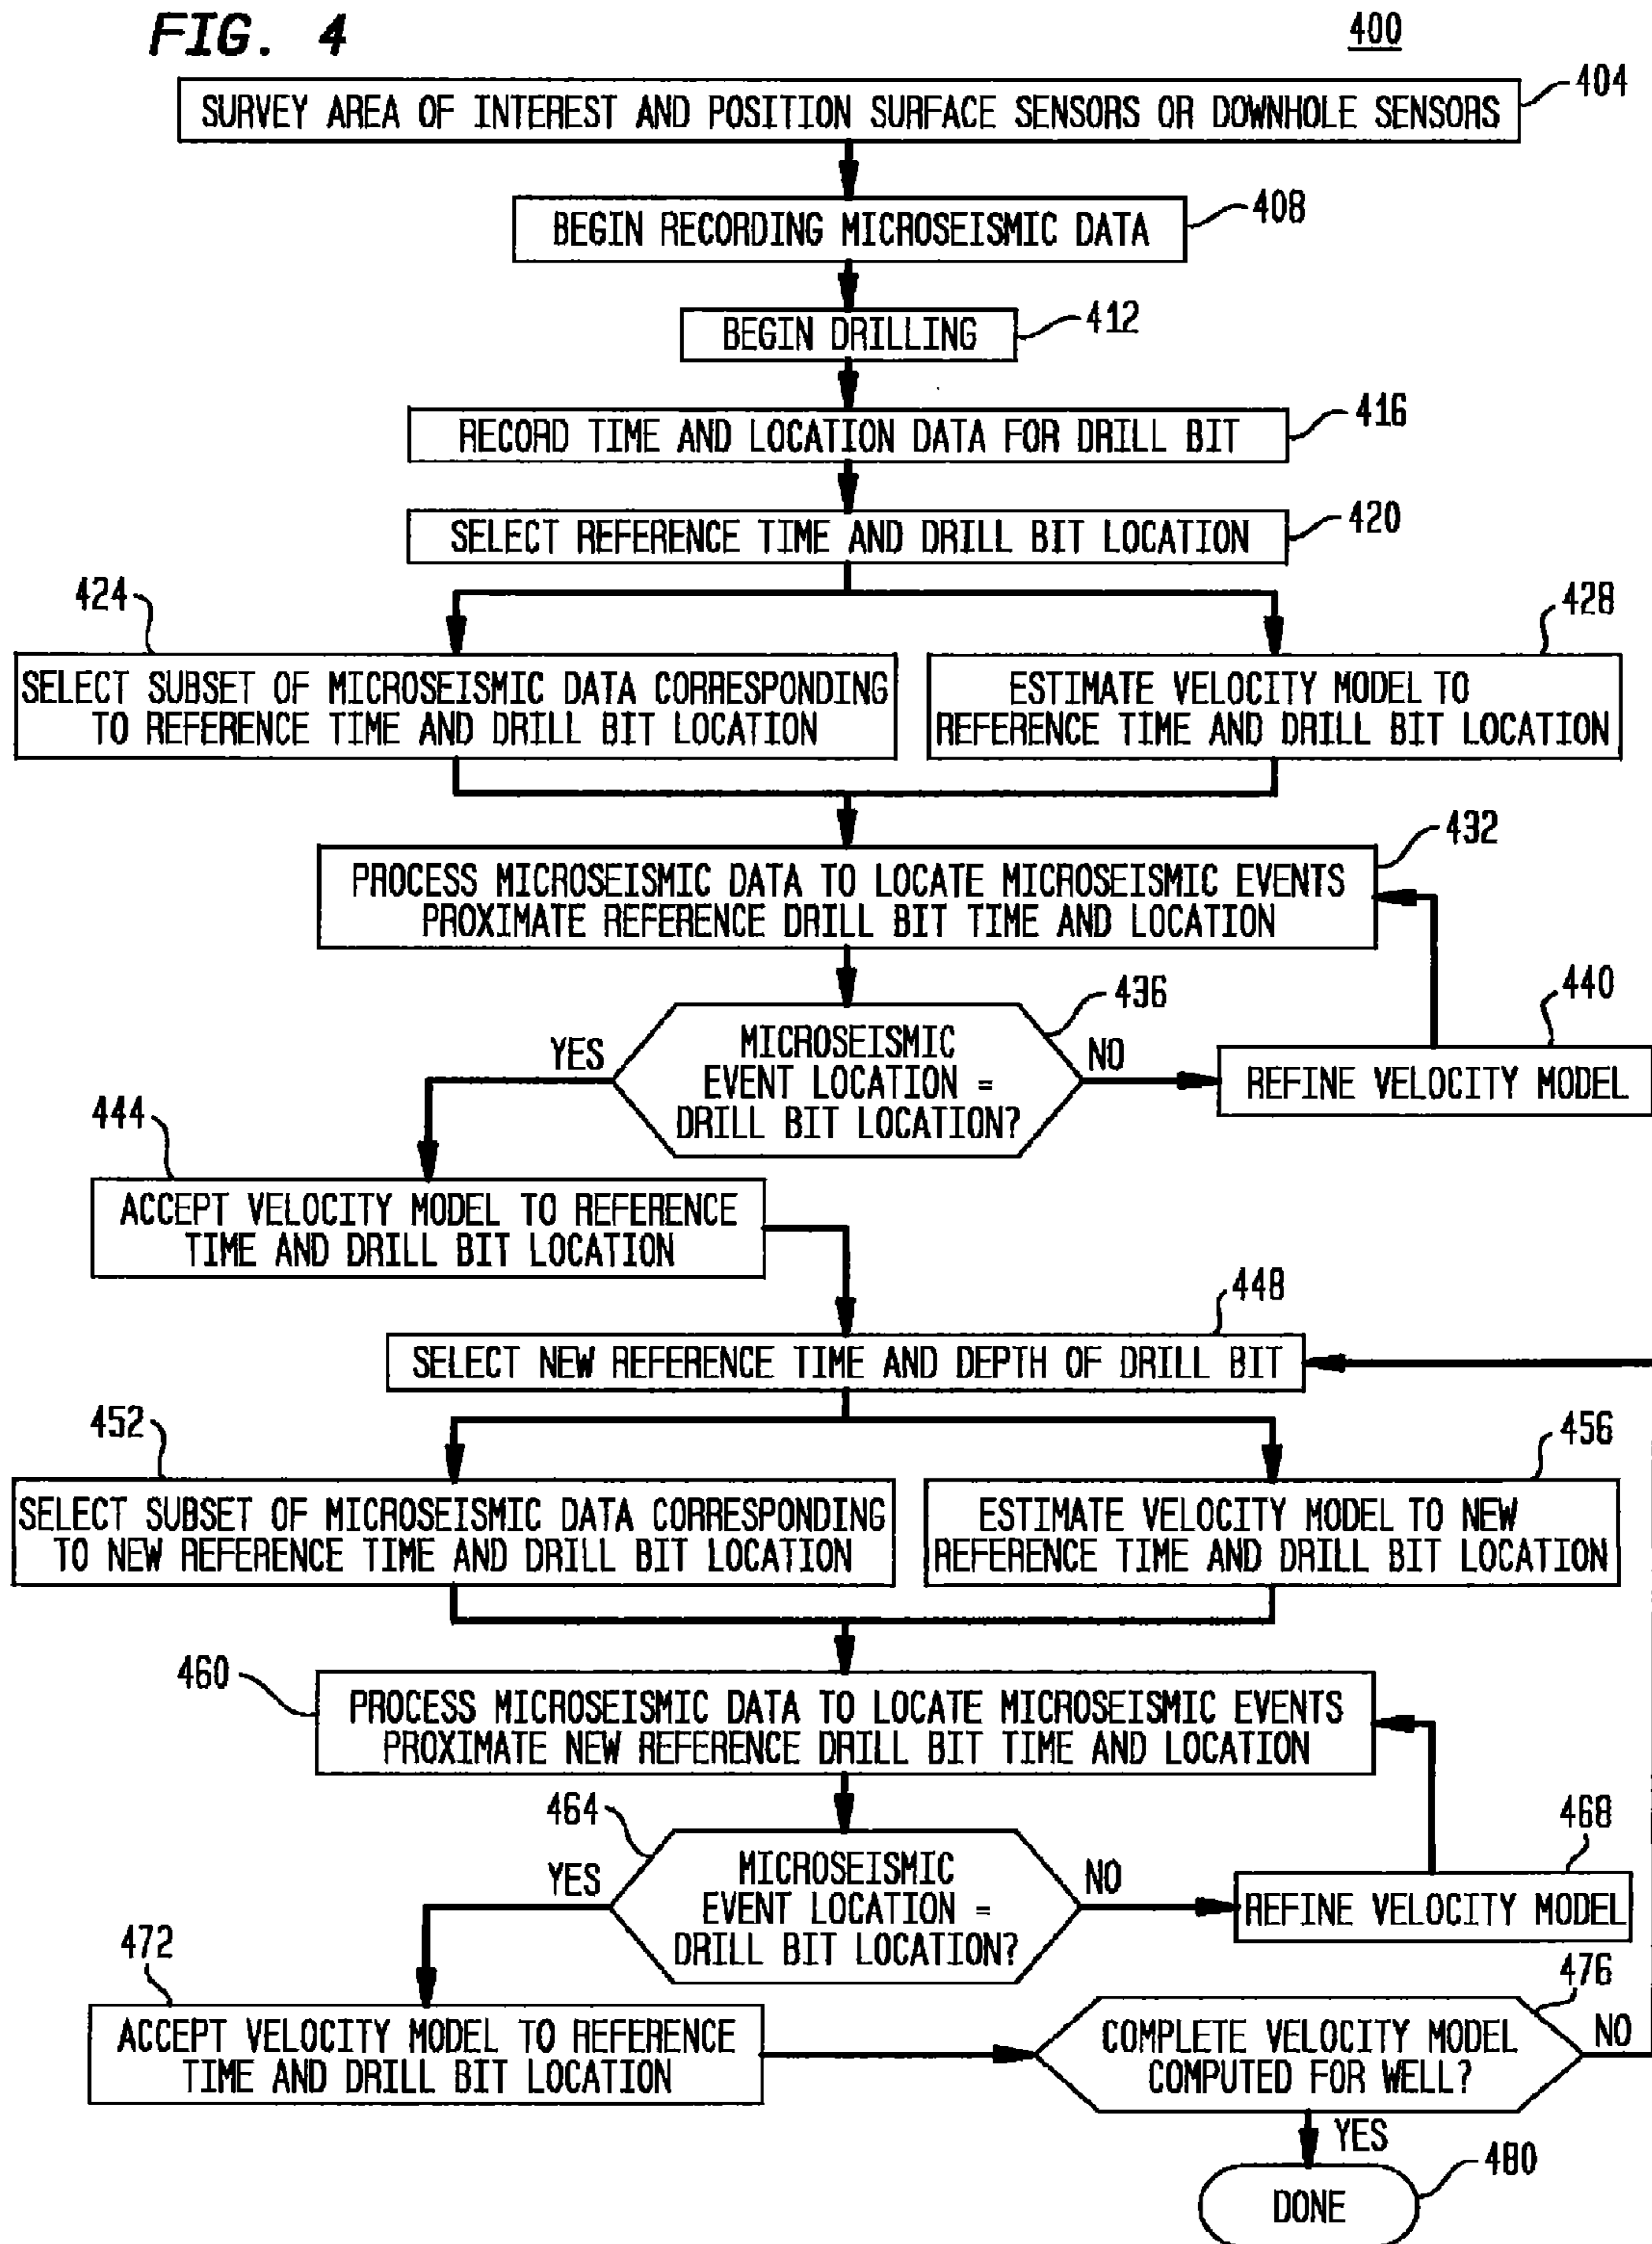 FIG. 4
400
SURVEY AREA OF INTEREST AND POSITION SURFACE SENSORS OR DOWNHOLE SENSORS
404
BEGIN RECORDING MICROSEISMIC DATA
408
BEGIN DRILLING
412
RECORD TIME AND LOCATION DATA FOR DRILL BIT
416
SELECT REFERENCE TIME AND DRILL BIT LOCATION
420
424
SELECT SUBSET OF MICROSEISMIC DATA CORRESPONDING
TO REFERENCE TIME AND DRILL BIT LOCATION
428
ESTIMATE VELOCITY MODEL TO
REFERENCE TIME AND DRILL BIT LOCATION
432
PROCESS MICROSEISMIC DATA TO LOCATE MICROSEISMIC EVENTS
PROXIMATE REFERENCE DRILL BIT TIME AND LOCATION
436
MICROSEISMIC
EVENT LOCATION =
DRILL BIT LOCATION?
YES
NO
440
REFINE VELOCITY MODEL
444
ACCEPT VELOCITY MODEL TO REFERENCE
TIME AND DRILL BIT LOCATION
448
SELECT NEW REFERENCE TIME AND DEPTH OF DRILL BIT
452
SELECT SUBSET OF MICROSEISMIC DATA CORRESPONDING
TO NEW REFERENCE TIME AND DRILL BIT LOCATION
456
ESTIMATE VELOCITY MODEL TO NEW
REFERENCE TIME AND DRILL BIT LOCATION
460
PROCESS MICROSEISMIC DATA TO LOCATE MICROSEISMIC EVENTS
PROXIMATE NEW REFERENCE DRILL BIT TIME AND LOCATION
464
MICROSEISMIC
EVENT LOCATION =
DRILL BIT LOCATION?
YES
NO
468
REFINE VELOCITY MODEL
472
ACCEPT VELOCITY MODEL TO REFERENCE
TIME AND DRILL BIT LOCATION
476
COMPLETE VELOCITY MODEL
COMPUTED FOR WELL?
NO
YES
480
DONE